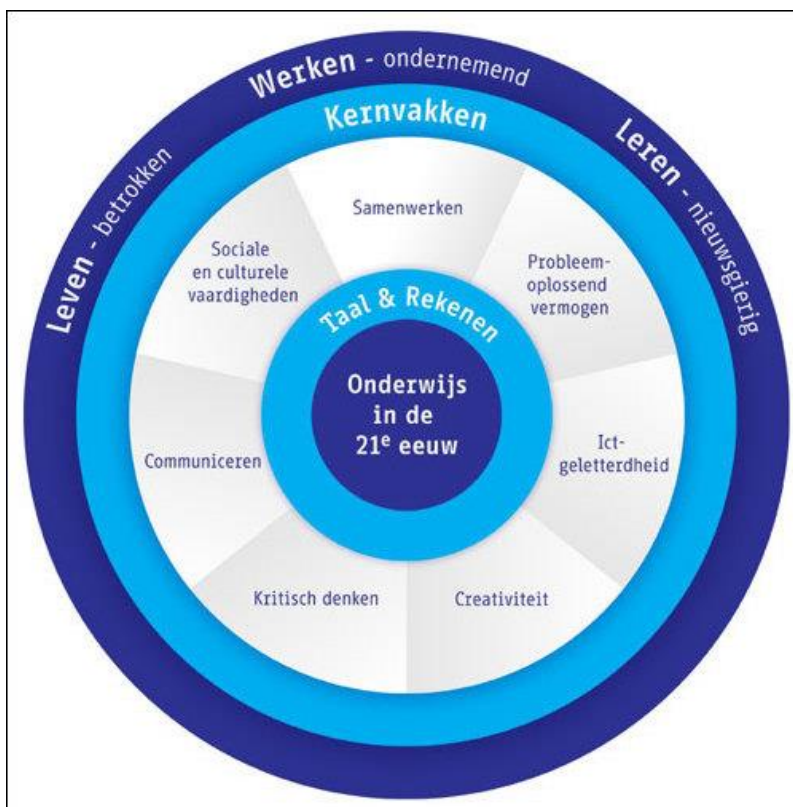 Leven - betrokken
Werken - ondernemend
Leren - nieuwsgierig
Kernvakken
Samenwerken
Probleem-
oplossend
vermogen
Ict-
geletterdheid
Creativiteit
Kritisch denken
Communiceren
Sociale
en culturele
vaardigheden
Taal & Rekenen
Onderwijs
in de
21e eeuw